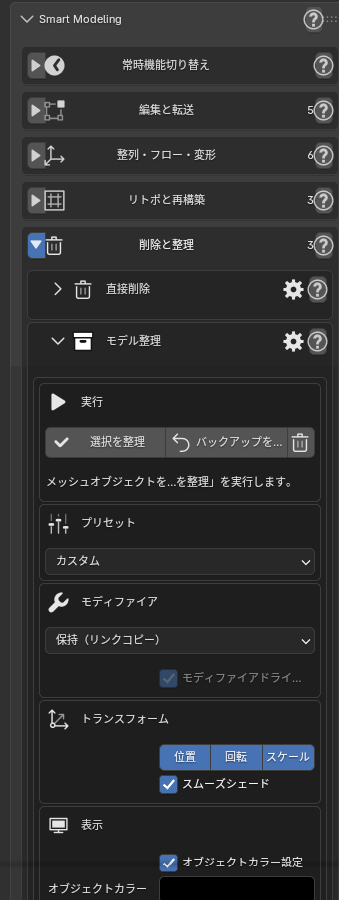 Smart Modeling
常時機能切り替え
編集と転送 5
整列・フロー・変形 6
リトポと再構築 3
削除と整理 3
直接削除
モデル整理
実行
選択を整理 バックアップを...
メッシュオブジェクトを...を整理」を実行します。
プリセット
カスタム
モディファイア
保持（リンクコピー）
モディファイアドライ...
トランスフォーム
位置 回転 スケール
スムーズシェード
表示
オブジェクトカラー設定
オブジェクトカラー